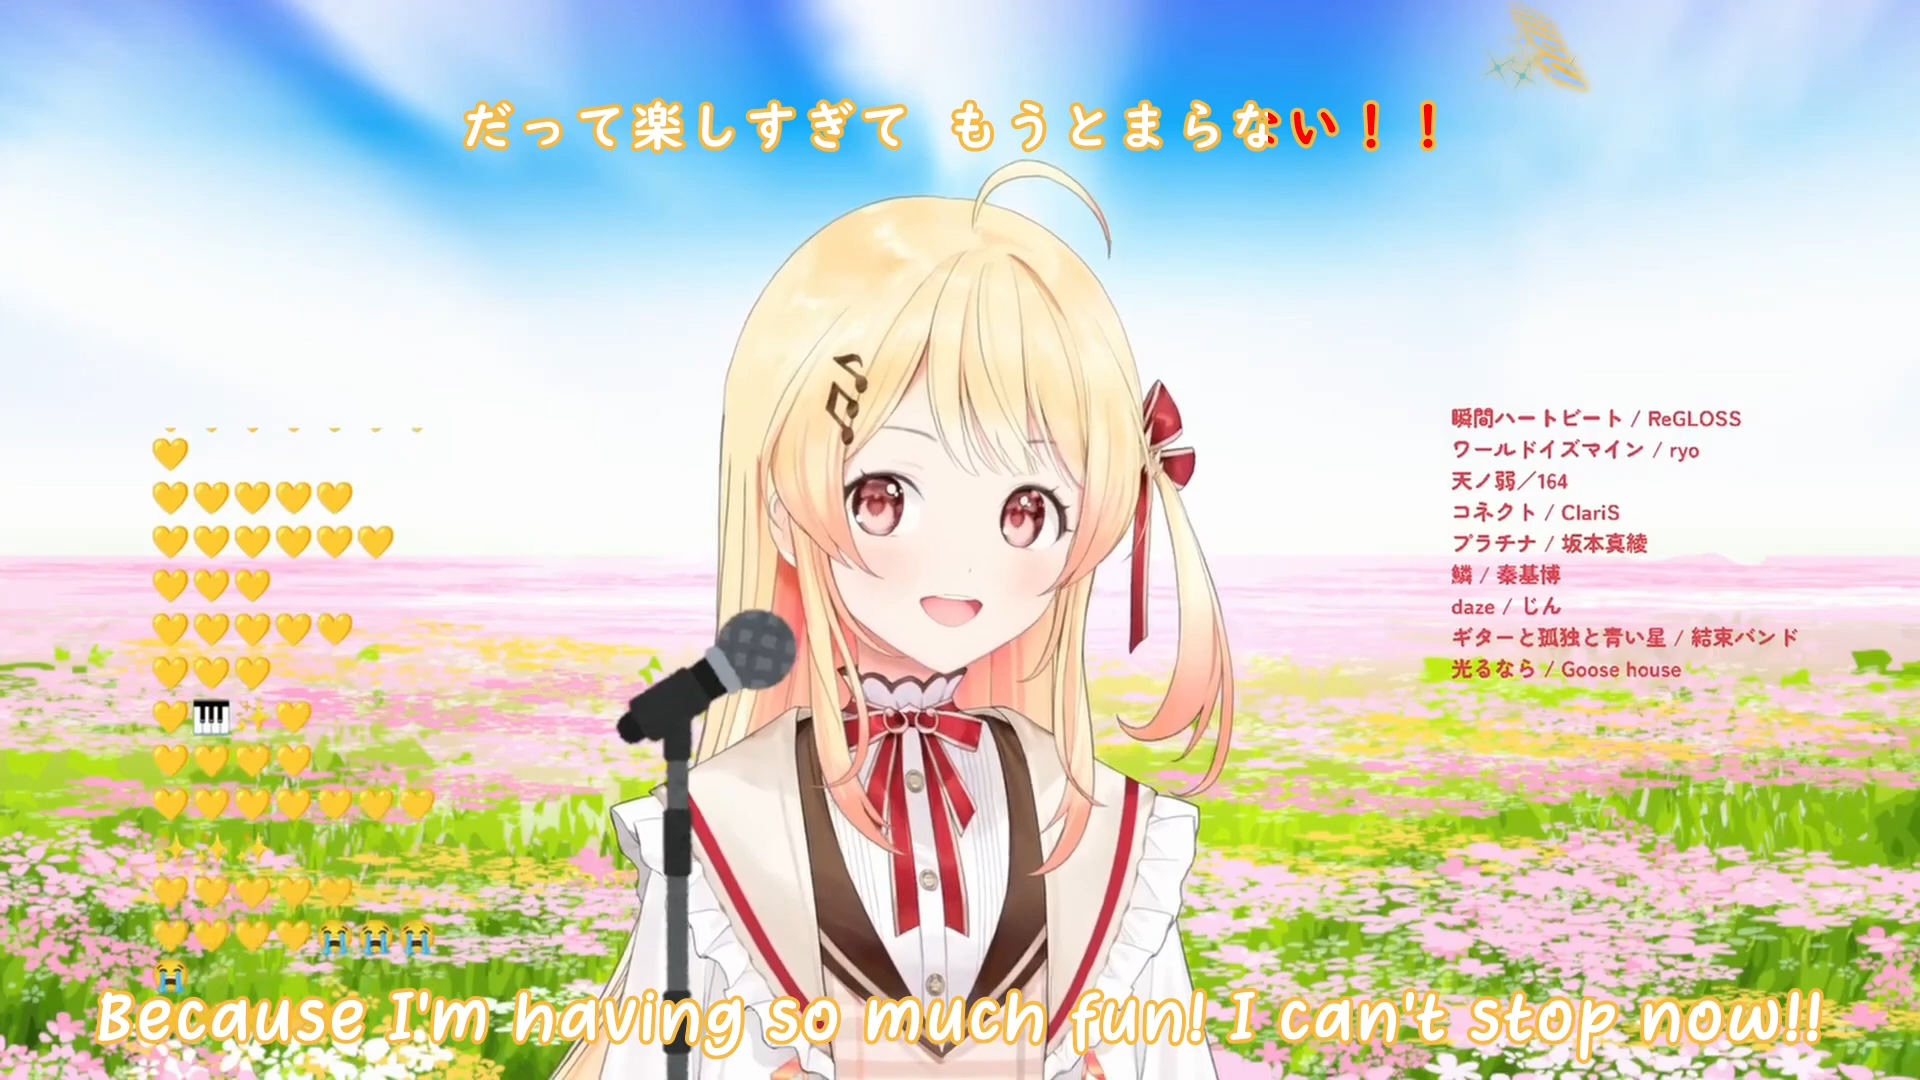 だって楽しすぎて もうとまらない！！
瞬間ハートビート / ReGLOSS
ワールドイズマイン / ryo
天ノ弱／164
コネクト / ClariS
プラチナ / 坂本真綾
鱗 / 秦基博
daze / じん
ギターと孤独と青い星 / 結束バンド
光るなら / Goose house
Because I'm having so much fun! I can't stop now!!